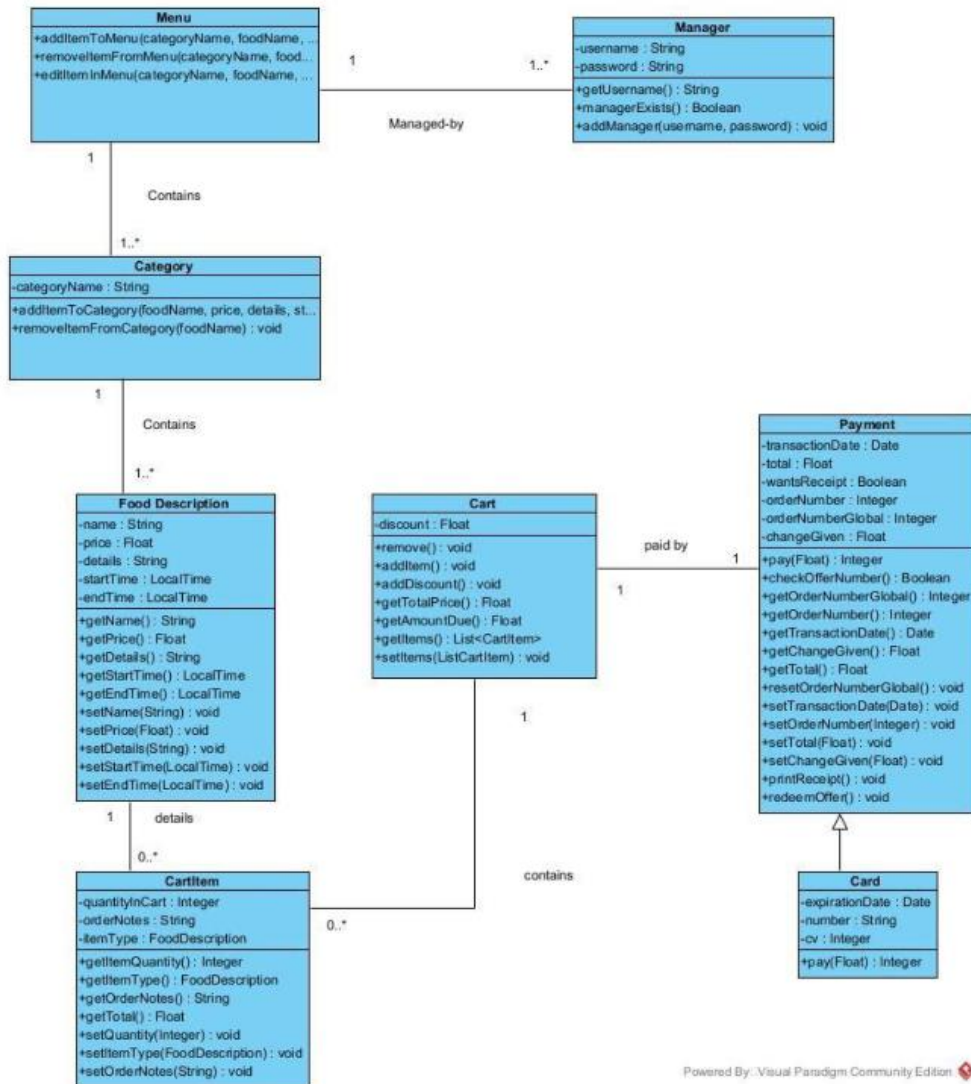 Menu
+addItemToMenu(categoryName, foodName, ...
+removeItemFromMenu(categoryName, food...
+editItemInMenu(categoryName, foodName, ...
1
1..*
Managed-by
Manager
-username : String
-password : String
+getUsername() : String
+managerExists() : Boolean
+addManager(username, password) : void
1
Contains
1..*
Category
-categoryName : String
+addItemToCategory(foodName, price, details, st...
+removeItemFromCategory(foodName) : void
1
Contains
1..*
Food Description
-name : String
-price : Float
-details : String
-startTime : LocalTime
-endTime : LocalTime
+getName() : String
+getPrice() : Float
+getDetails() : String
+getStartTime() : LocalTime
+getEndTime() : LocalTime
+setName(String) : void
+setPrice(Float) : void
+setDetails(String) : void
+setStartTime(LocalTime) : void
+setEndTime(LocalTime) : void
Cart
-discount : Float
+remove() : void
+addItem() : void
+addDiscount() : void
+getTotalPrice() : Float
+getAmountDue() : Float
+getItems() : List<CartItem>
+setItems(ListCartItem) : void
paid by
1
1
Payment
-transactionDate : Date
-total : Float
-wantsReceipt : Boolean
-orderNumber : Integer
-orderNumberGlobal : Integer
-changeGiven : Float
+pay(Float) : Integer
+checkOfferNumber() : Boolean
+getOrderNumberGlobal() : Integer
+getOrderNumber() : Integer
+getTransactionDate() : Date
+getChangeGiven() : Float
+getTotal() : Float
+resetOrderNumberGlobal() : void
+setTransactionDate(Date) : void
+setOrderNumber(Integer) : void
+setTotal(Float) : void
+setChangeGiven(Float) : void
+printReceipt() : void
+redeemOffer() : void
1
details
0..*
1
contains
0..*
CartItem
-quantityInCart : Integer
-orderNotes : String
-itemType : FoodDescription
+getItemQuantity() : Integer
+getItemType() : FoodDescription
+getOrderNotes() : String
+getTotal() : Float
+setQuantity(Integer) : void
+setItemType(FoodDescription) : void
+setOrderNotes(String) : void
Card
-expirationDate : Date
-number : String
-cv : Integer
+pay(Float) : Integer
Powered By: Visual Paradigm Community Edition